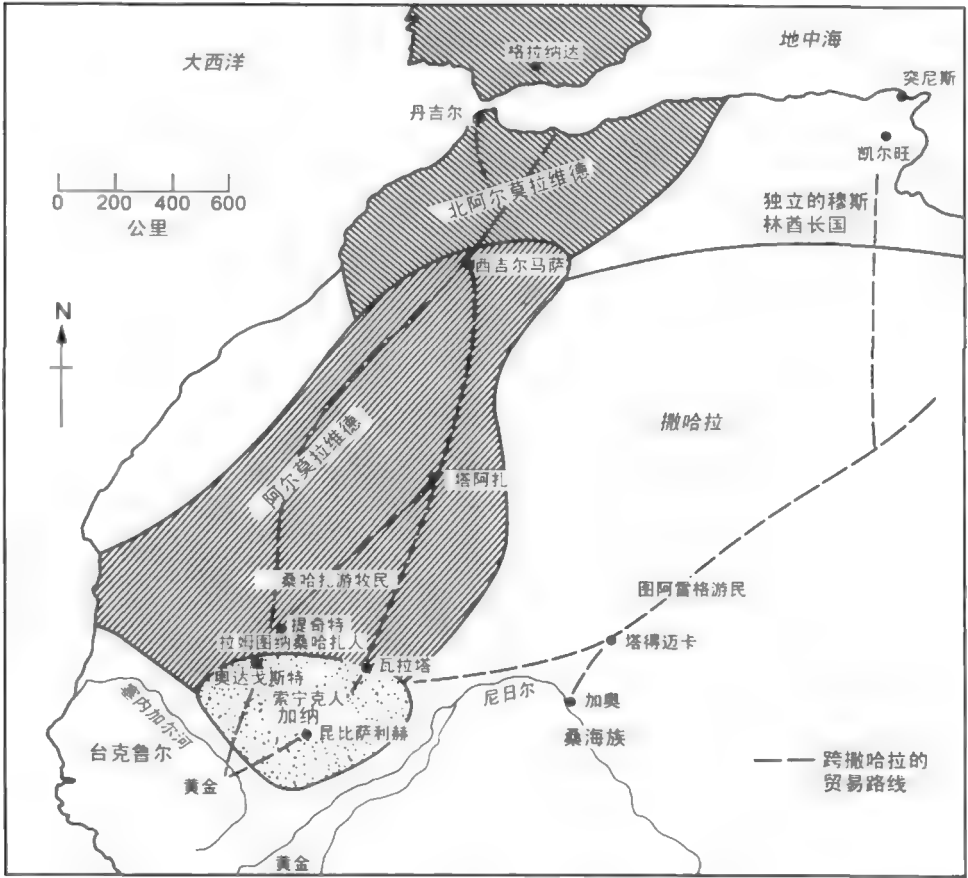 大西洋
地中海
格拉纳达
突尼斯
丹吉尔
凯尔旺
0 200 400 600
公里
北阿尔莫拉维德
独立的穆斯
林酋长国
西吉尔马萨
N
撒哈拉
阿尔莫拉维德
塔阿扎
桑哈扎游牧民
图阿雷格游民
提奇特
拉姆图纳桑哈扎人
塔得迈卡
瓦拉塔
奥达戈斯特
索宁克人
加纳
尼日尔
加奥
塞内加尔河
昆比萨利赫
桑海族
台克鲁尔
黄金
跨撒哈拉的
贸易路线
黄金